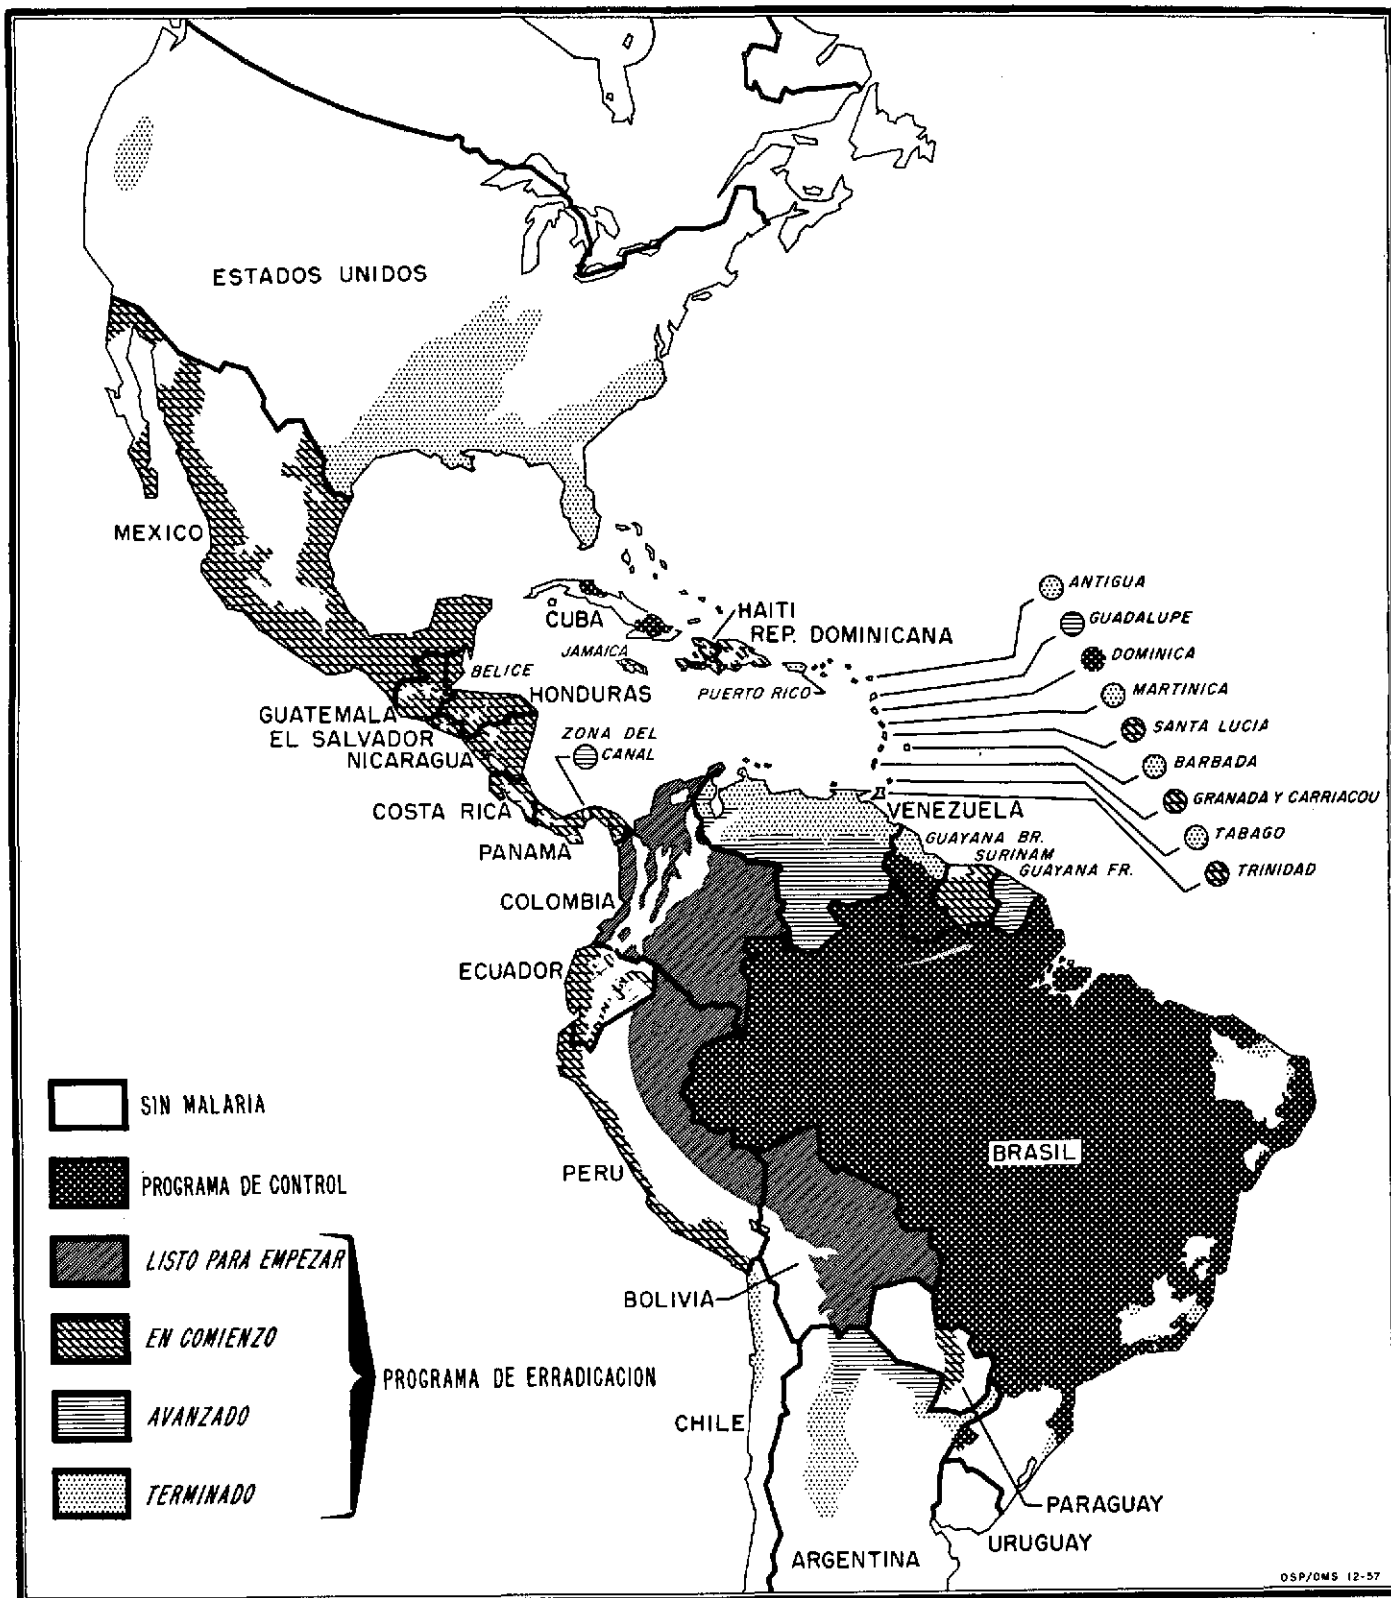 ESTADOS UNIDOS
MEXICO
CUBA
HAITI
REP. DOMINICANA
JAMAICA
PUERTO RICO
BELICE
HONDURAS
GUATEMALA
EL SALVADOR
NICARAGUA
ZONA DEL
CANAL
COSTA RICA
PANAMA
ANTIGUA
GUADALUPE
DOMINICA
MARTINICA
SANTA LUCIA
BARBADA
GRANADA Y CARRIACOU
TABAGO
TRINIDAD
VENEZUELA
GUAYANA BR.
SURINAM
GUAYANA FR.
COLOMBIA
ECUADOR
PERU
BRASIL
BOLIVIA
CHILE
PARAGUAY
URUGUAY
ARGENTINA
SIN MALARIA
PROGRAMA DE CONTROL
LISTO PARA EMPEZAR
EN COMIENZO
AVANZADO
TERMINADO
PROGRAMA DE ERRADICACION
OSP/OMS 12-57